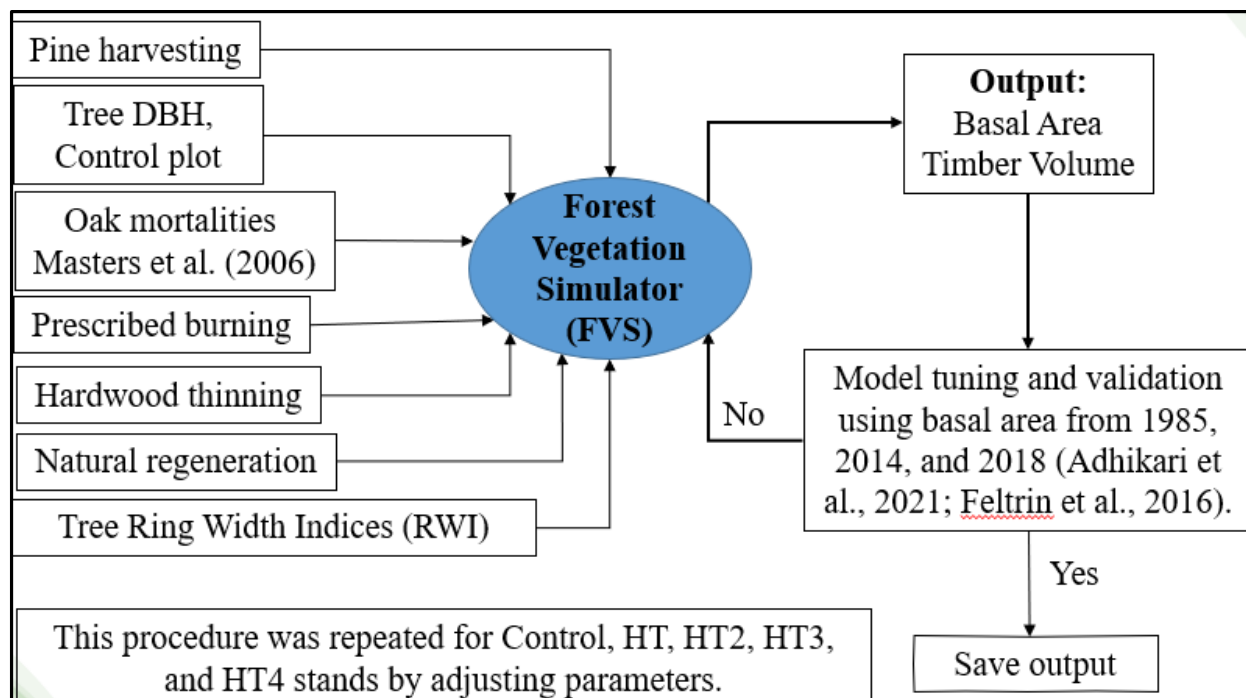 Pine harvesting
Tree DBH,
Control plot
Oak mortalities
Masters et al. (2006)
Prescribed burning
Hardwood thinning
Natural regeneration
Tree Ring Width Indices (RWI)
Forest
Vegetation
Simulator
(FVS)
Output:
Basal Area
Timber Volume
No
Model tuning and validation
using basal area from 1985,
2014, and 2018 (Adhikari et
al., 2021; Feltrin et al., 2016).
Yes
Save output
This procedure was repeated for Control, HT, HT2, HT3,
and HT4 stands by adjusting parameters.